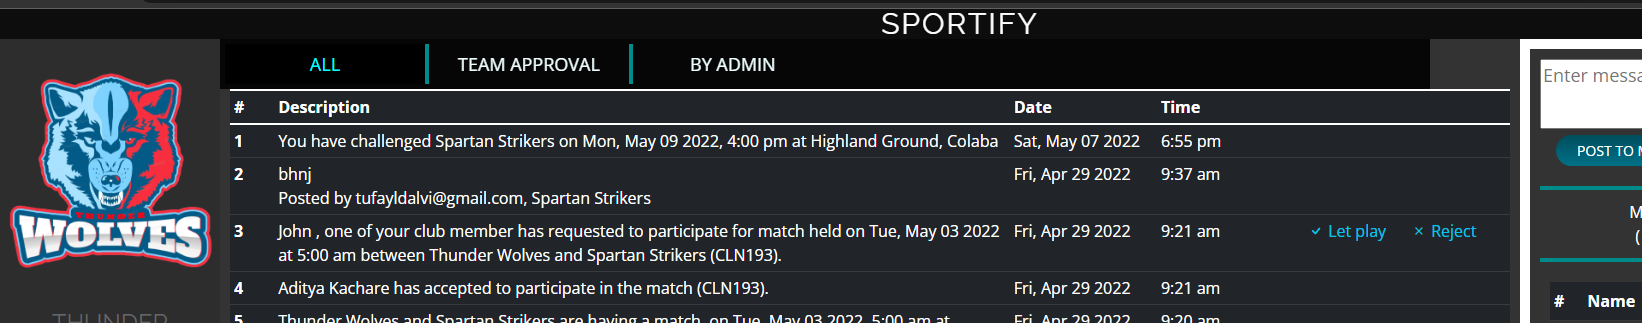 SPORTIFY
ALL TEAM APPROVAL BY ADMIN
# Description Date Time
1 You have challenged Spartan Strikers on Mon, May 09 2022, 4:00 pm at Highland Ground, Colaba Sat, May 07 2022 6:55 pm
2 bhnj Fri, Apr 29 2022 9:37 am
Posted by tufayldalvi@gmail.com, Spartan Strikers
3 John , one of your club member has requested to participate for match held on Tue, May 03 2022 Fri, Apr 29 2022 9:21 am Let play Reject
at 5:00 am between Thunder Wolves and Spartan Strikers (CLN193).
4 Aditya Kachare has accepted to participate in the match (CLN193). Fri, Apr 29 2022 9:21 am
5 Thunder Wolves and Spartan Strikers are having a match on Tue, May 03 2022, 5:00 am at Fri, Apr 29 2022 9:20 am
THUNDER
WOLVES
THUNDER
Enter messa
POST TO M
M
(
# Name